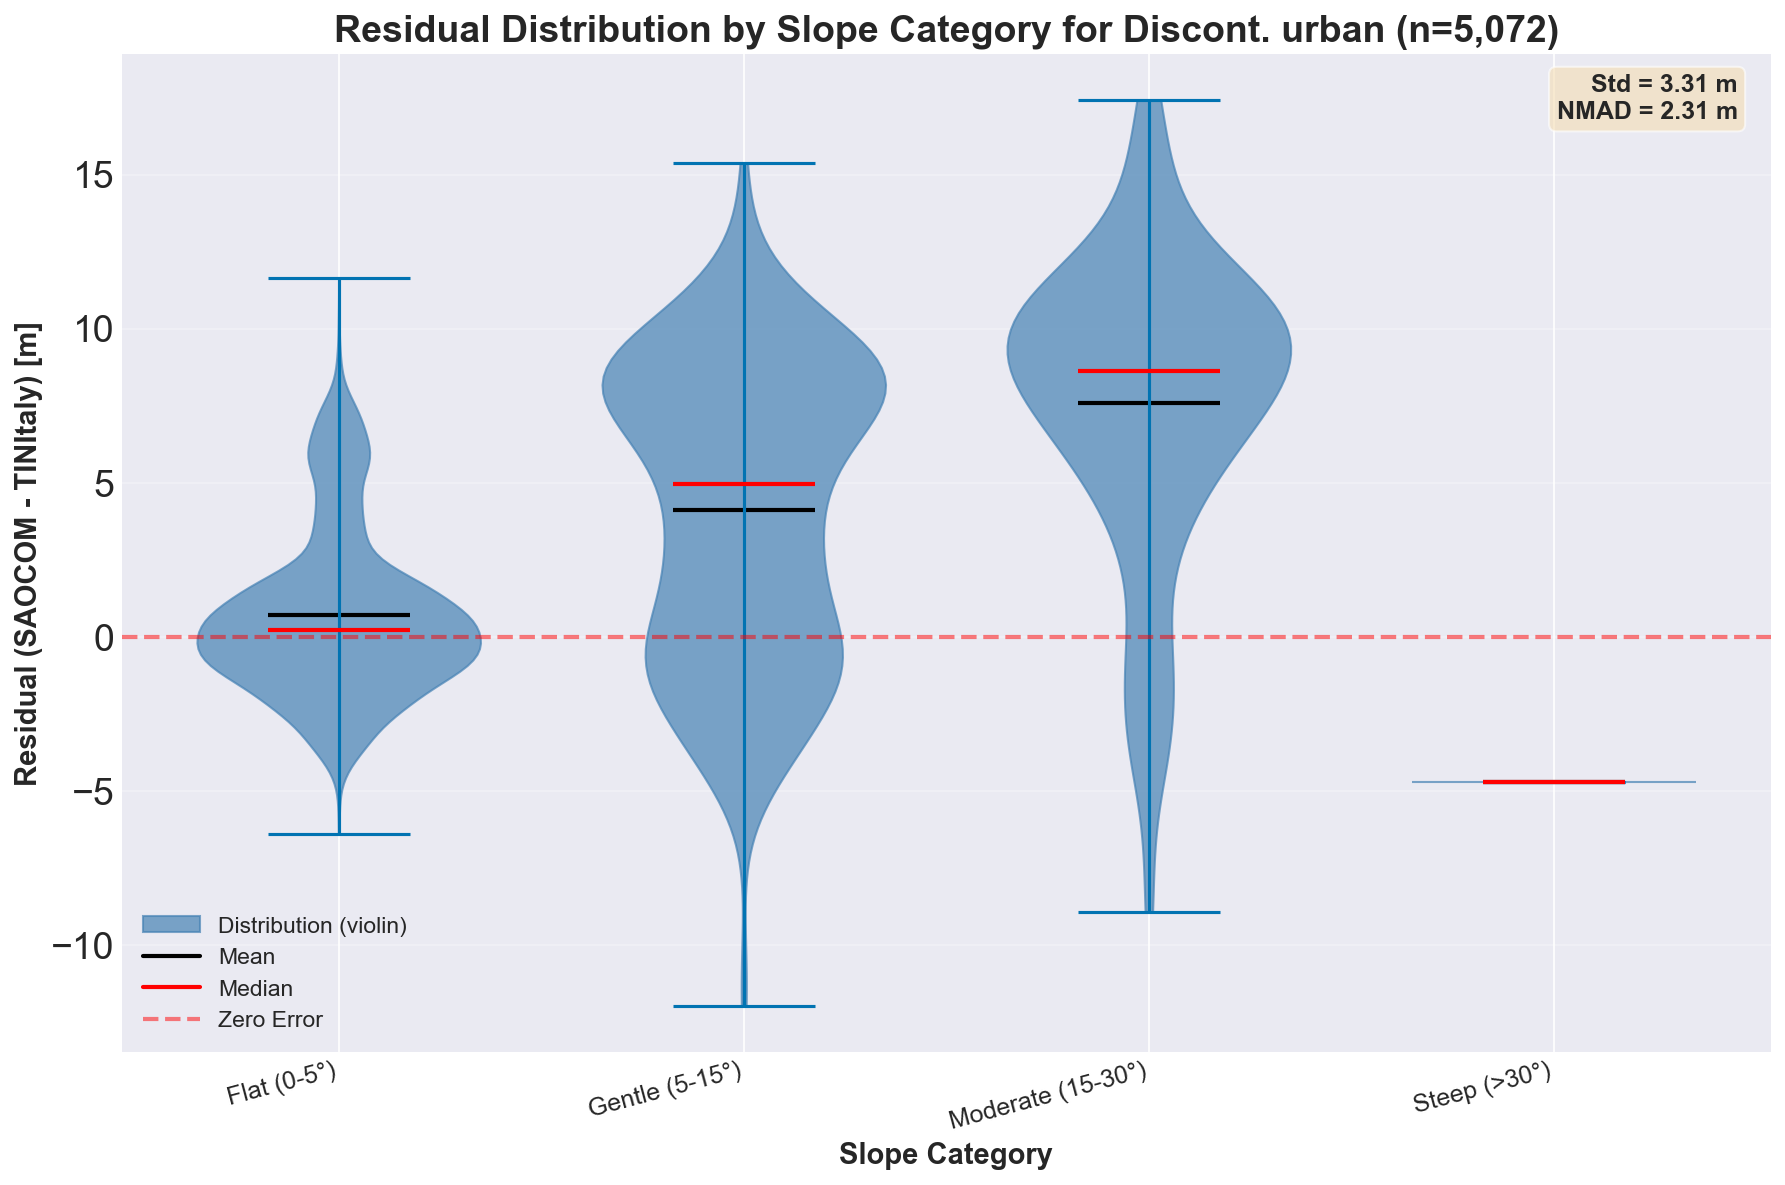 Residual Distribution by Slope Category for Discont. urban (n=5,072)
Std = 3.31 m
NMAD = 2.31 m
Residual (SAOCOM - TINItaly) [m]
15
10
5
0
−5
−10
Distribution (violin)
Mean
Median
Zero Error
Flat (0-5°)
Gentle (5-15°)
Moderate (15-30°)
Steep (>30°)
Slope Category